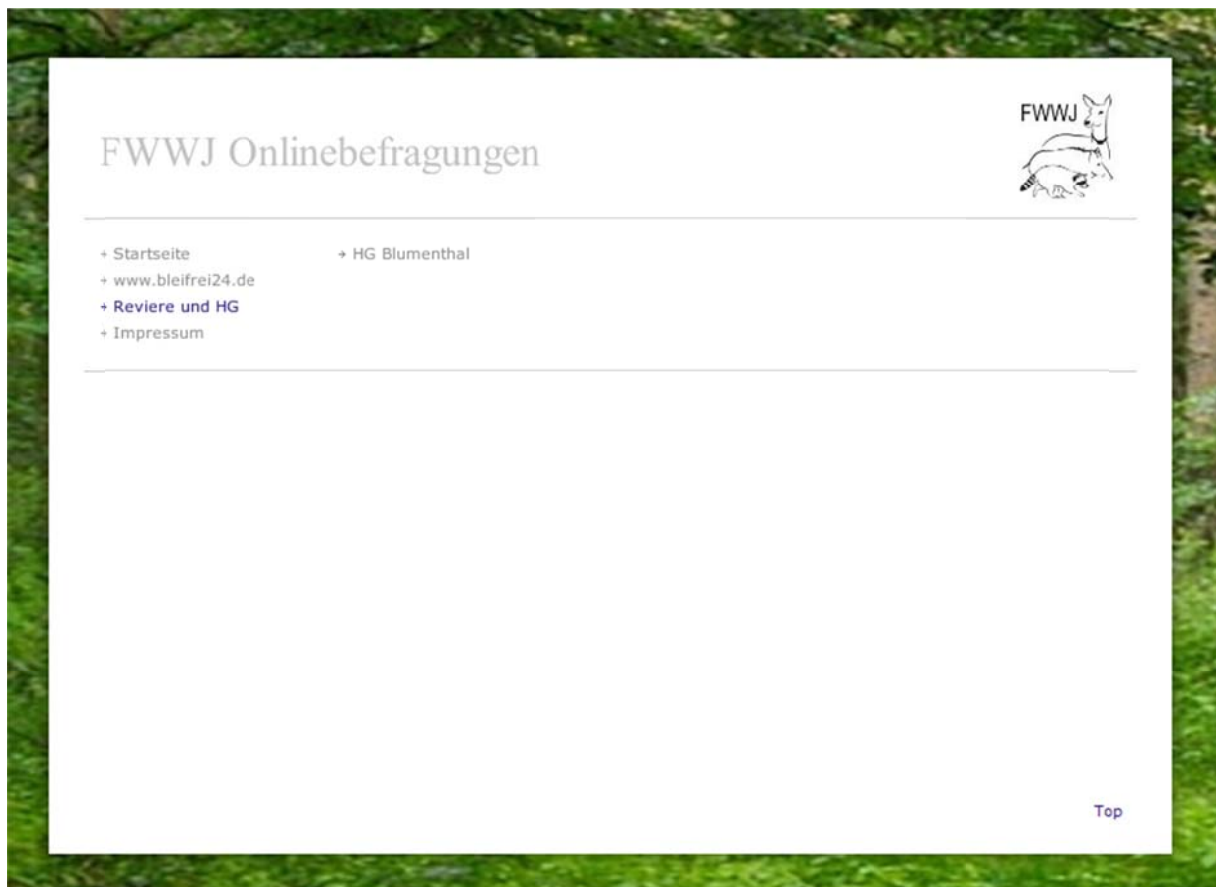 FWWJ
FWWJ Onlinebefragungen
+ Startseite
+ www.bleifrei24.de
+ Reviere und HG
+ Impressum
→ HG Blumenthal
Top